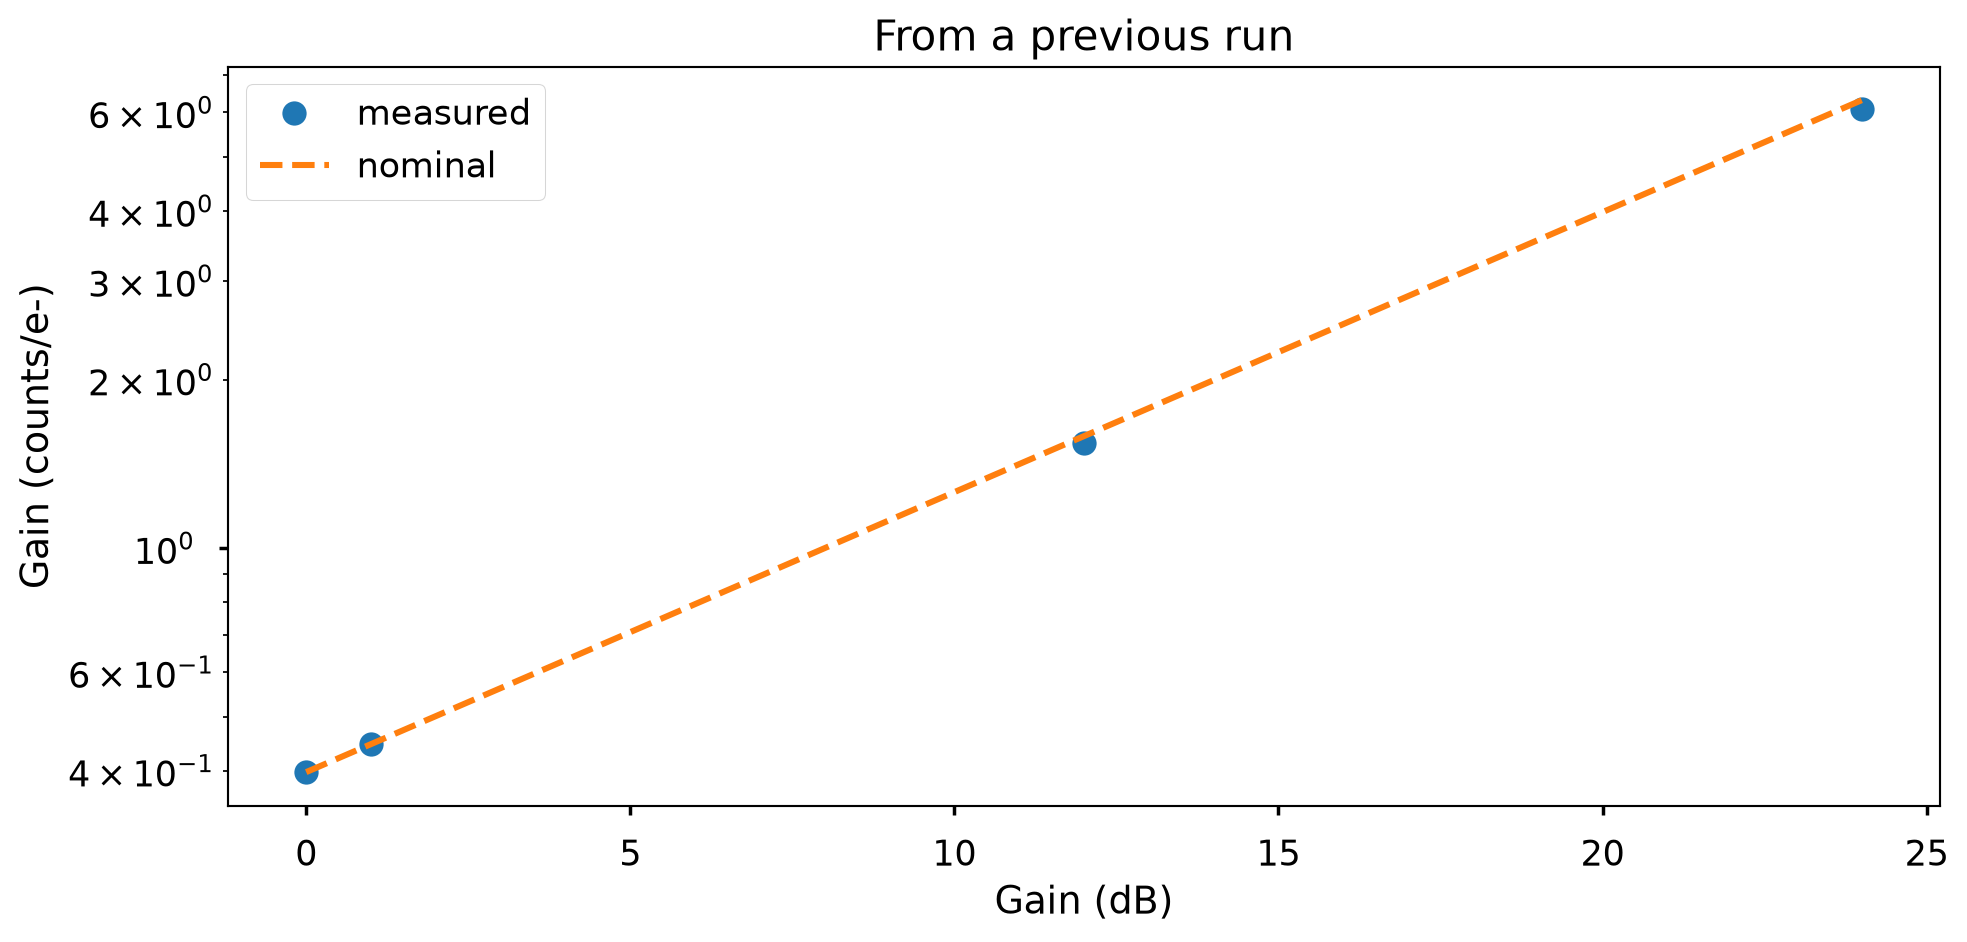 From a previous run
measured
nominal
Gain (counts/e-)
6 × 10⁰
4 × 10⁰
3 × 10⁰
2 × 10⁰
10⁰
6 × 10⁻¹
4 × 10⁻¹
0 5 10 15 20 25
Gain (dB)